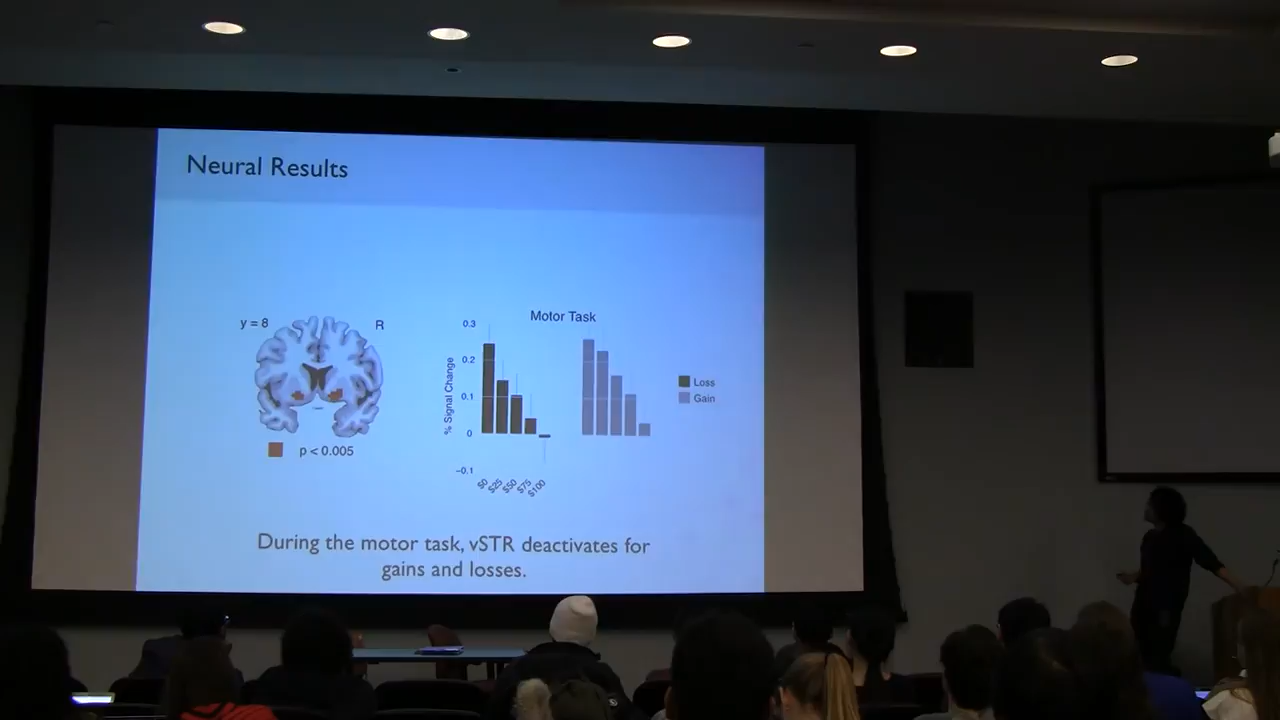 Neural Results
y = 8
R
p < 0.005
Motor Task
% Signal Change
0.3
0.2
0.1
0
−0.1
$0
$25
$50
$75
$100
Loss
Gain
During the motor task, vSTR deactivates for
gains and losses.